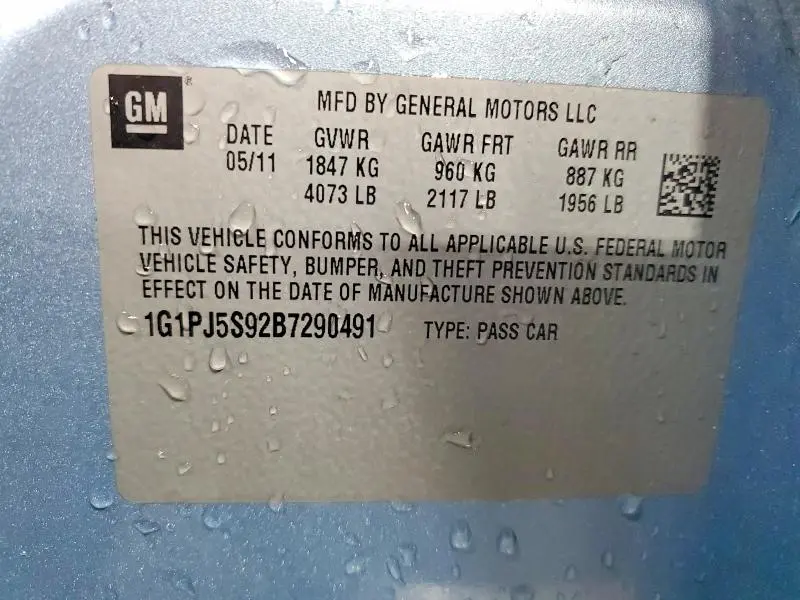 GM ®
MFD BY GENERAL MOTORS LLC
DATE GVWR GAWR FRT GAWR RR
05/11 1847 KG 960 KG 887 KG
4073 LB 2117 LB 1956 LB
THIS VEHICLE CONFORMS TO ALL APPLICABLE U.S. FEDERAL MOTOR
VEHICLE SAFETY, BUMPER, AND THEFT PREVENTION STANDARDS IN
EFFECT ON THE DATE OF MANUFACTURE SHOWN ABOVE.
1G1PJ5S92B7290491 TYPE: PASS CAR